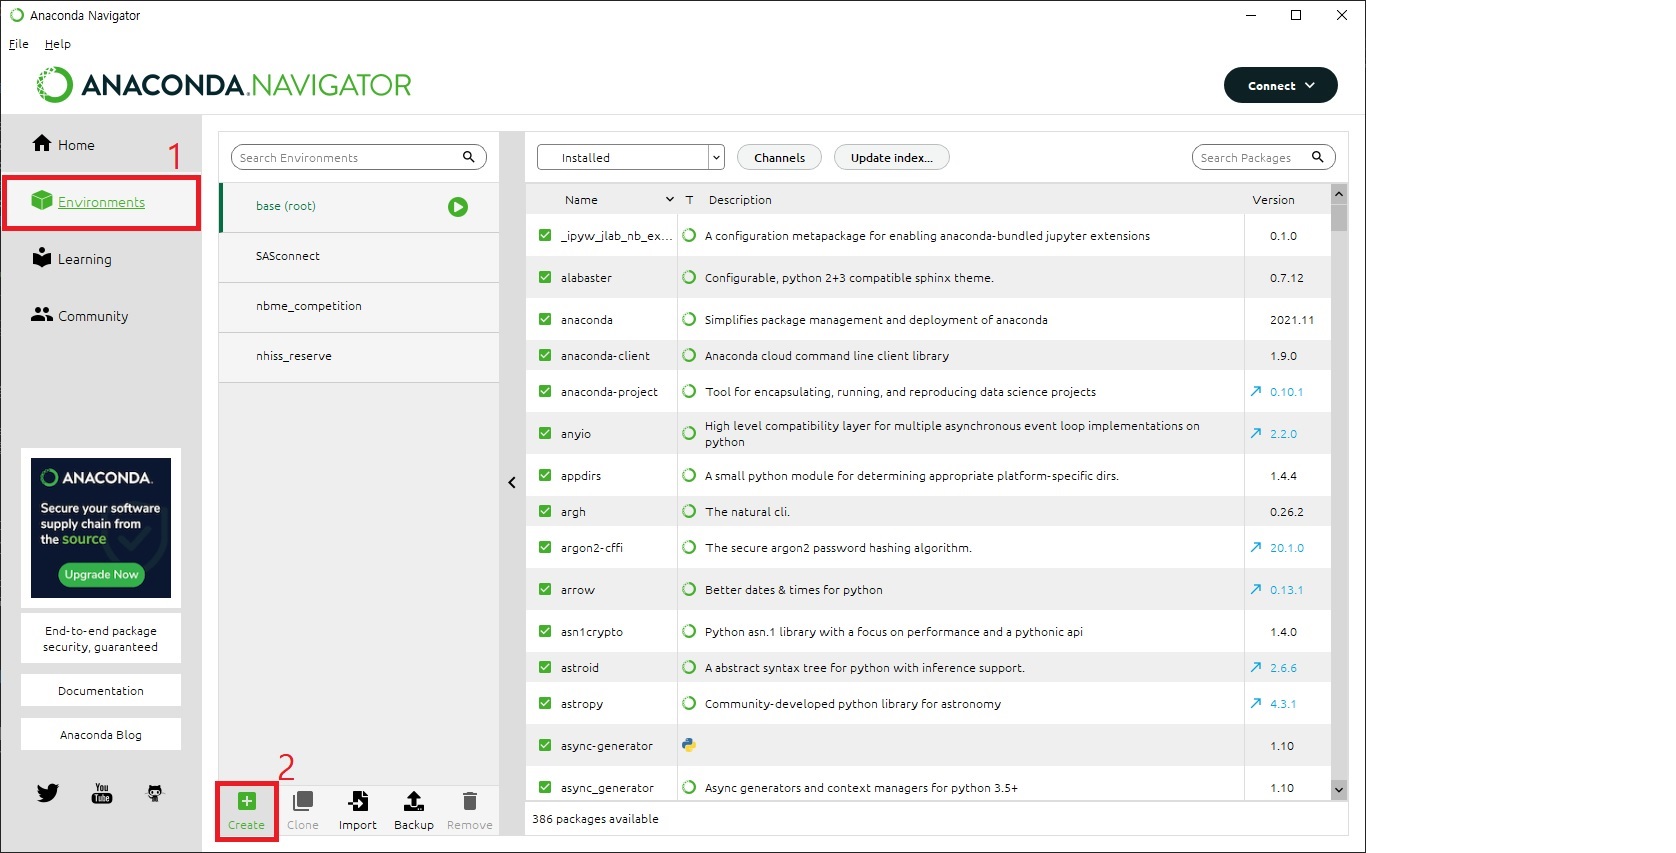 Anaconda Navigator
File Help
ANACONDA.NAVIGATOR
Connect
Home
1
Environments
Learning
Community
ANACONDA.
Secure your software
supply chain from
the source
Upgrade Now
End-to-end package
security, guaranteed
Documentation
Anaconda Blog
You
Tube
Search Environments
base (root)
SASconnect
nbme_competition
nhiss_reserve
2
Create Clone Import Backup Remove
Installed Channels Update index... Search Packages
Name T Description Version
_ipyw_jlab_nb_ex... A configuration metapackage for enabling anaconda-bundled jupyter extensions 0.1.0
alabaster Configurable, python 2+3 compatible sphinx theme. 0.7.12
anaconda Simplifies package management and deployment of anaconda 2021.11
anaconda-client Anaconda cloud command line client library 1.9.0
anaconda-project Tool for encapsulating, running, and reproducing data science projects 0.10.1
anyio High level compatibility layer for multiple asynchronous event loop implementations on
python 2.2.0
appdirs A small python module for determining appropriate platform-specific dirs. 1.4.4
argh The natural cli. 0.26.2
argon2-cffi The secure argon2 password hashing algorithm. 20.1.0
arrow Better dates & times for python 0.13.1
asn1crypto Python asn.1 library with a focus on performance and a pythonic api 1.4.0
astroid A abstract syntax tree for python with inference support. 2.6.6
astropy Community-developed python library for astronomy 4.3.1
async-generator 1.10
async_generator Async generators and context managers for python 3.5+ 1.10
386 packages available